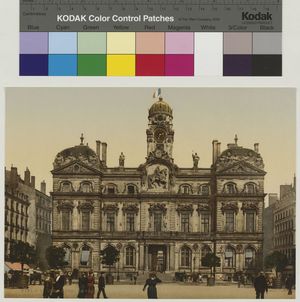 KODAK Color Control Patches
Kodak
Blue Cyan Green Yellow Red Magenta White 3/Color Black